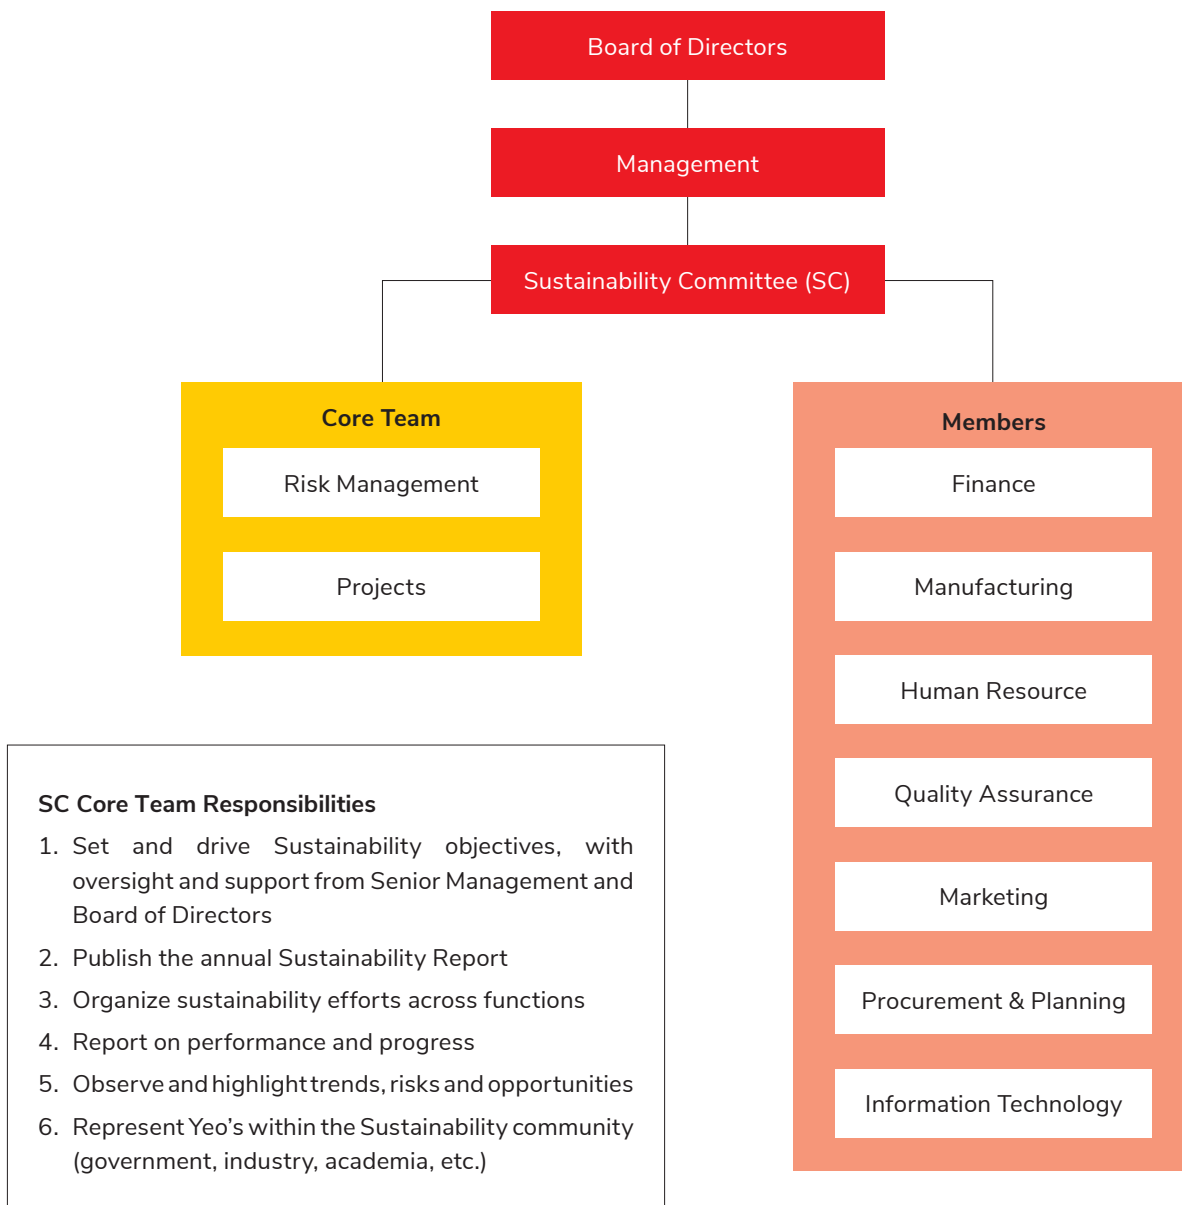 Board of Directors
Management
Sustainability Committee (SC)
Core Team
Risk Management
Projects
Members
Finance
Manufacturing
Human Resource
Quality Assurance
Marketing
Procurement & Planning
Information Technology
SC Core Team Responsibilities
1. Set and drive Sustainability objectives, with
oversight and support from Senior Management and
Board of Directors
2. Publish the annual Sustainability Report
3. Organize sustainability efforts across functions
4. Report on performance and progress
5. Observe and highlight trends, risks and opportunities
6. Represent Yeo’s within the Sustainability community
(government, industry, academia, etc.)